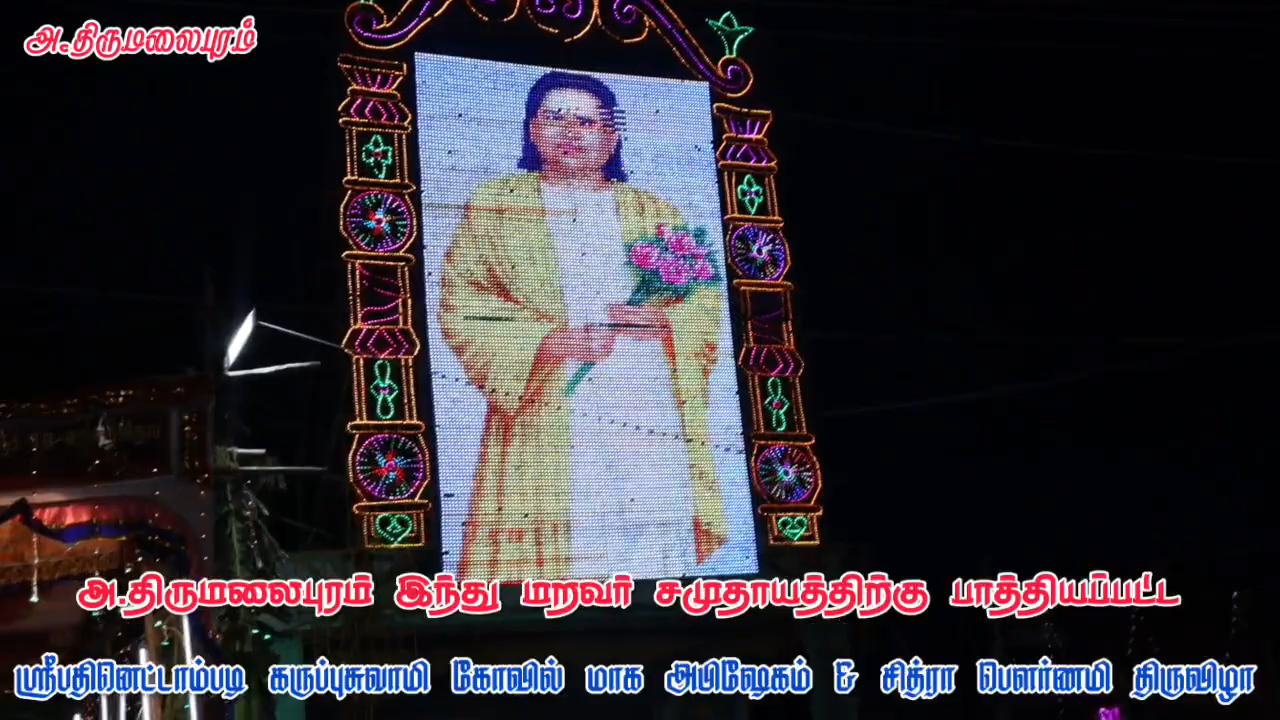 அ.திருமலைபுரம்
அ.திருமலைபுரம் இந்து மறவர் சமுதாயத்திற்கு பாத்தியப்பட்ட
ஸ்ரீபதினெட்டாம்படி கருப்புசுவாமி கோவில் மாக அபிஷேகம் & சித்ரா பௌர்ணமி திருவிழா